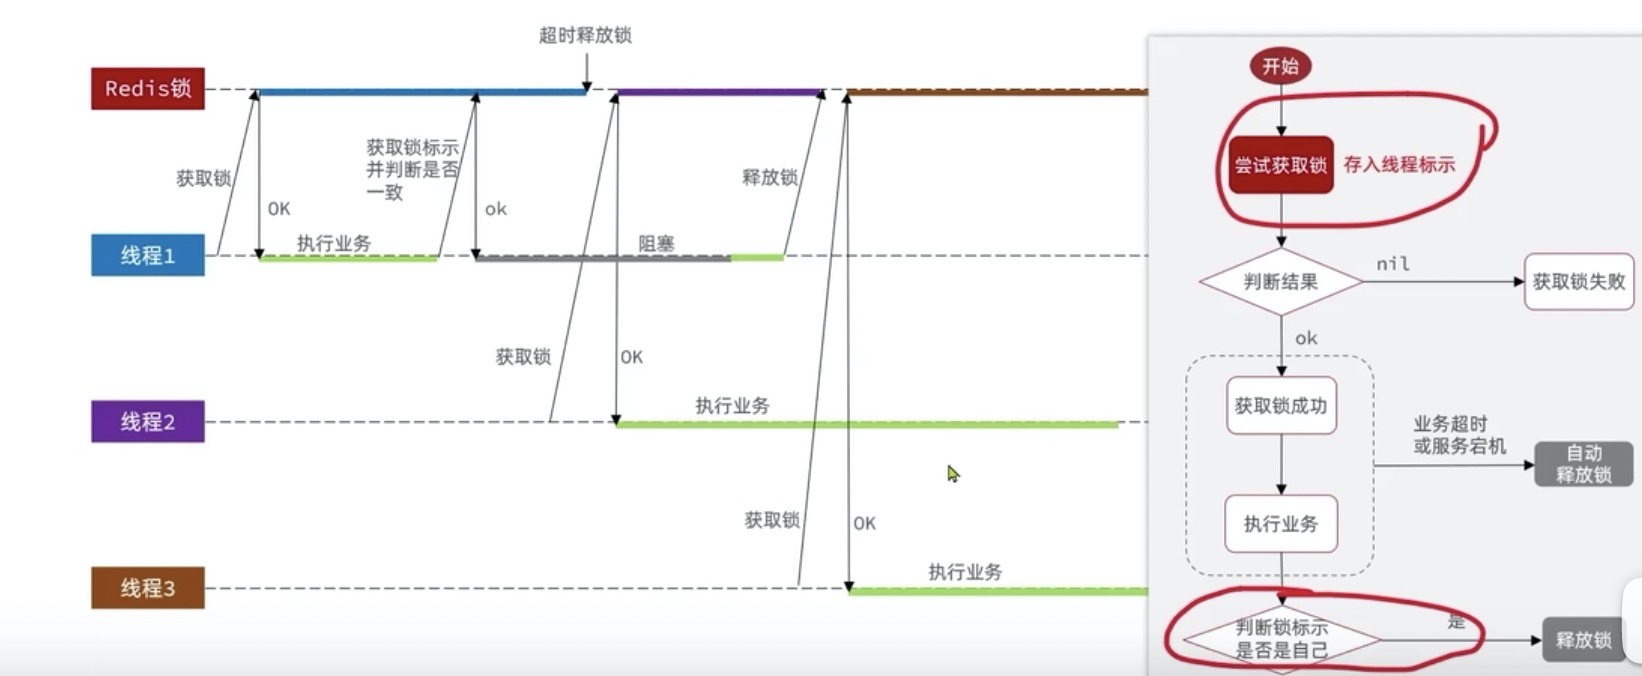 超时释放锁
Redis锁
获取锁
OK
获取锁标示
并判断是否
一致
ok
释放锁
线程1
执行业务
阻塞
获取锁
OK
线程2
执行业务
获取锁
OK
线程3
执行业务
开始
尝试获取锁
存入线程标示
判断结果
nil
获取锁失败
ok
获取锁成功
业务超时
或服务宕机
自动
释放锁
执行业务
判断锁标示
是否是自己
是
释放锁